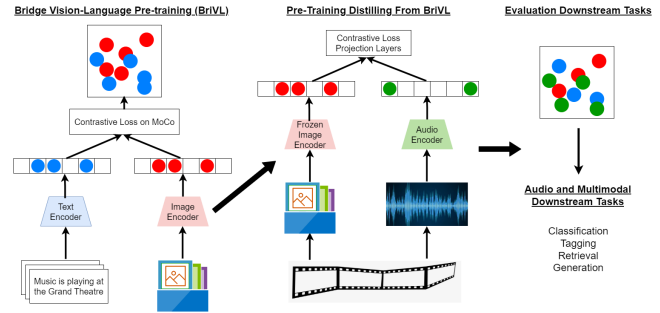 Bridge Vision-Language Pre-training (BriVL)
Contrastive Loss on MoCo
Text
Encoder
Image
Encoder
Music is playing at
the Grand Theatre
Pre-Training Distilling From BriVL
Contrastive Loss
Projection Layers
Frozen
Image
Encoder
Audio
Encoder
Evaluation Downstream Tasks
Audio and Multimodal
Downstream Tasks
Classification
Tagging
Retrieval
Generation